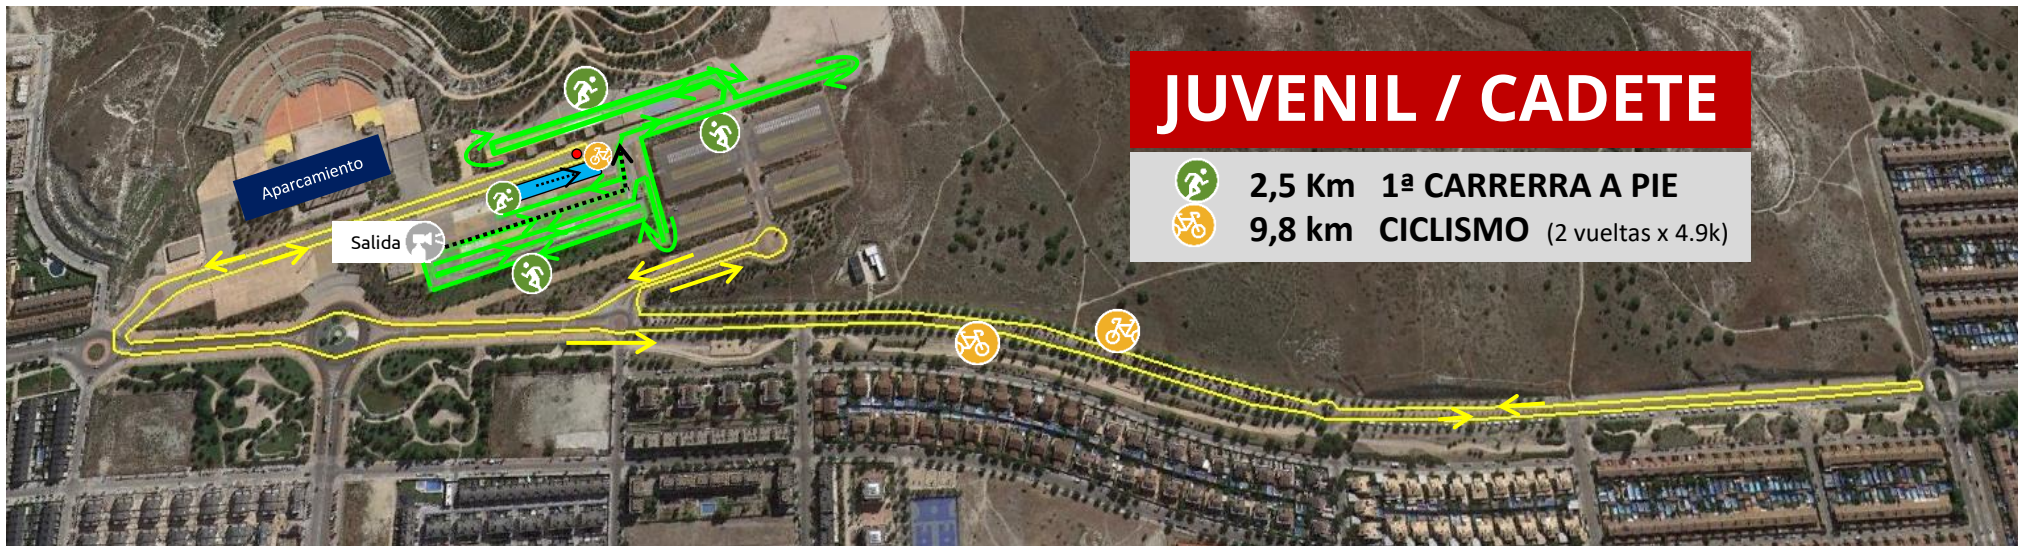 JUVENIL / CADETE
2,5 Km 1ª CARRERRA A PIE
9,8 km CICLISMO (2 vueltas x 4.9k)
Aparcamiento
Salida